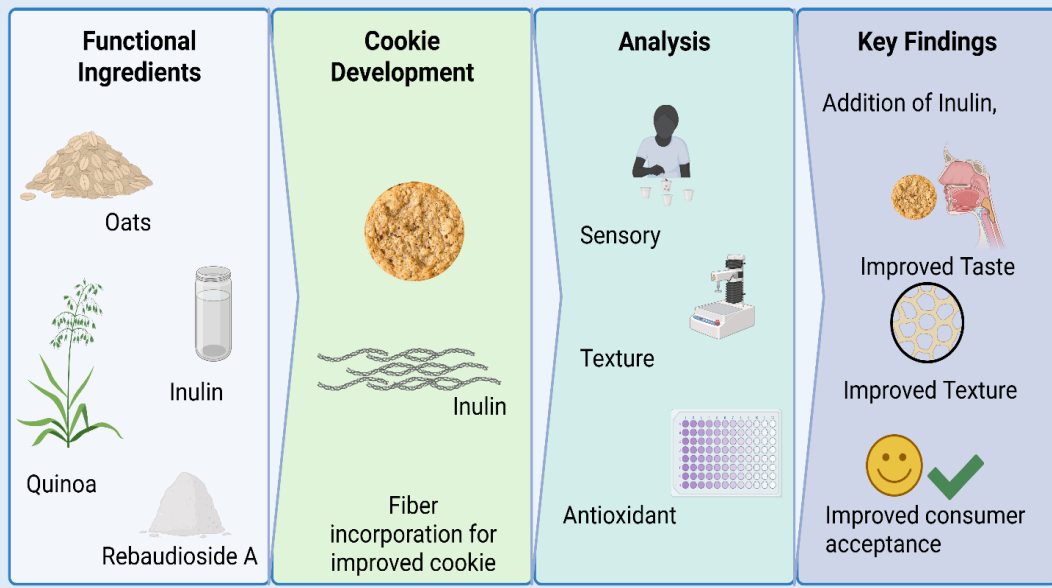 Functional
Ingredients
Oats
Inulin
Quinoa
Rebaudioside A
Cookie
Development
Inulin
Fiber
incorporation for
improved cookie
Analysis
Sensory
Texture
Antioxidant
Key Findings
Addition of Inulin,
Improved Taste
Improved Texture
Improved consumer
acceptance